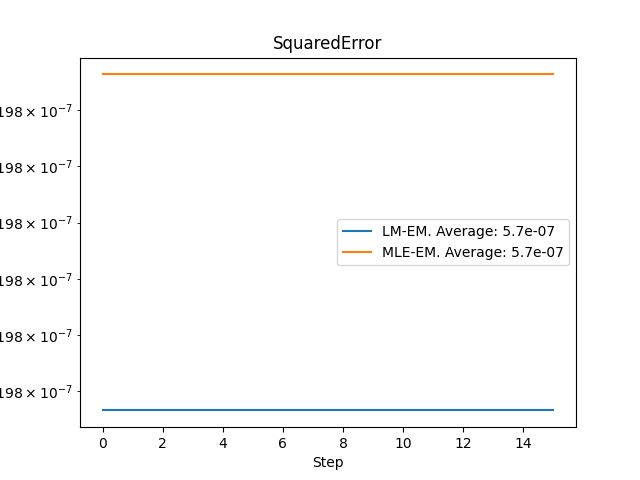 SquaredError
198 × 10⁻⁷
198 × 10⁻⁷
198 × 10⁻⁷
198 × 10⁻⁷
198 × 10⁻⁷
198 × 10⁻⁷
LM-EM. Average: 5.7e-07
MLE-EM. Average: 5.7e-07
0 2 4 6 8 10 12 14
Step